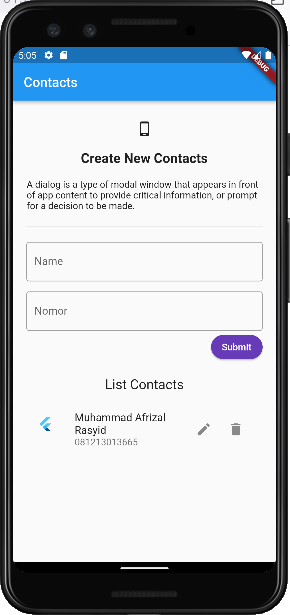 5:05
DEBUG
Contacts
Create New Contacts
A dialog is a type of modal window that appears in front
of app content to provide critical information, or prompt
for a decision to be made.
Name
Nomor
Submit
List Contacts
Muhammad Afrizal
Rasyid
081213013665